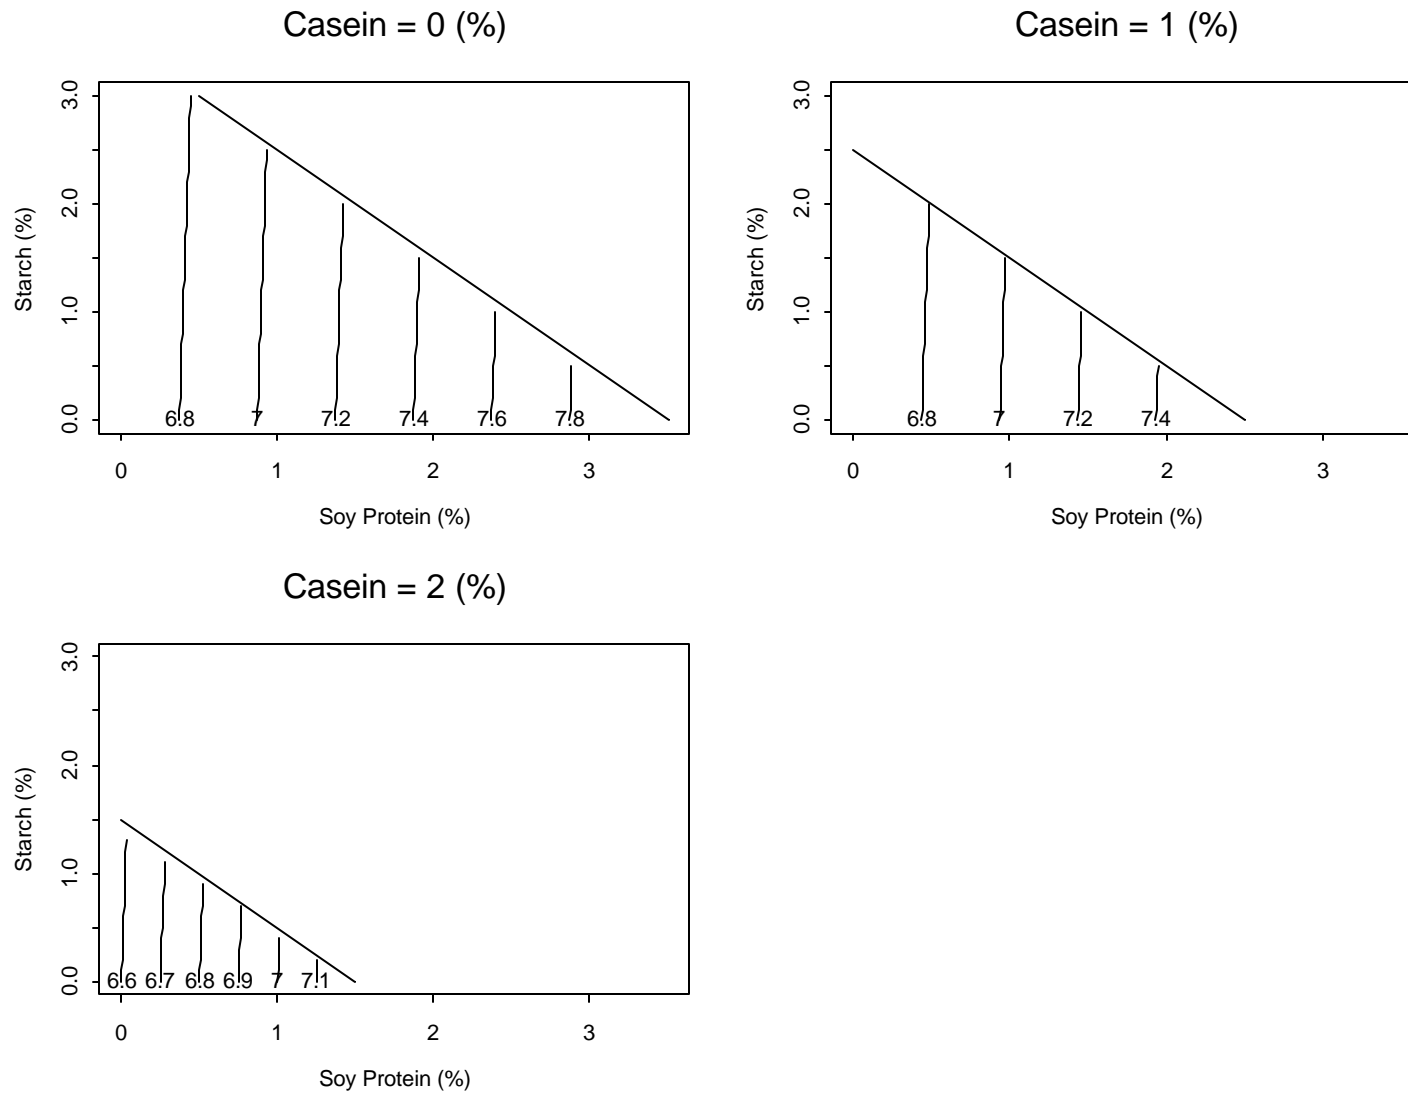 Casein = 0 (%)
Starch (%)
3.0
2.0
1.0
0.0
6.8 7 7.2 7.4 7.6 7.8
0 1 2 3
Soy Protein (%)
Casein = 1 (%)
Starch (%)
3.0
2.0
1.0
0.0
6.8 7 7.2 7.4
0 1 2 3
Soy Protein (%)
Casein = 2 (%)
Starch (%)
3.0
2.0
1.0
0.0
6.6 6.7 6.8 6.9 7 7.1
0 1 2 3
Soy Protein (%)